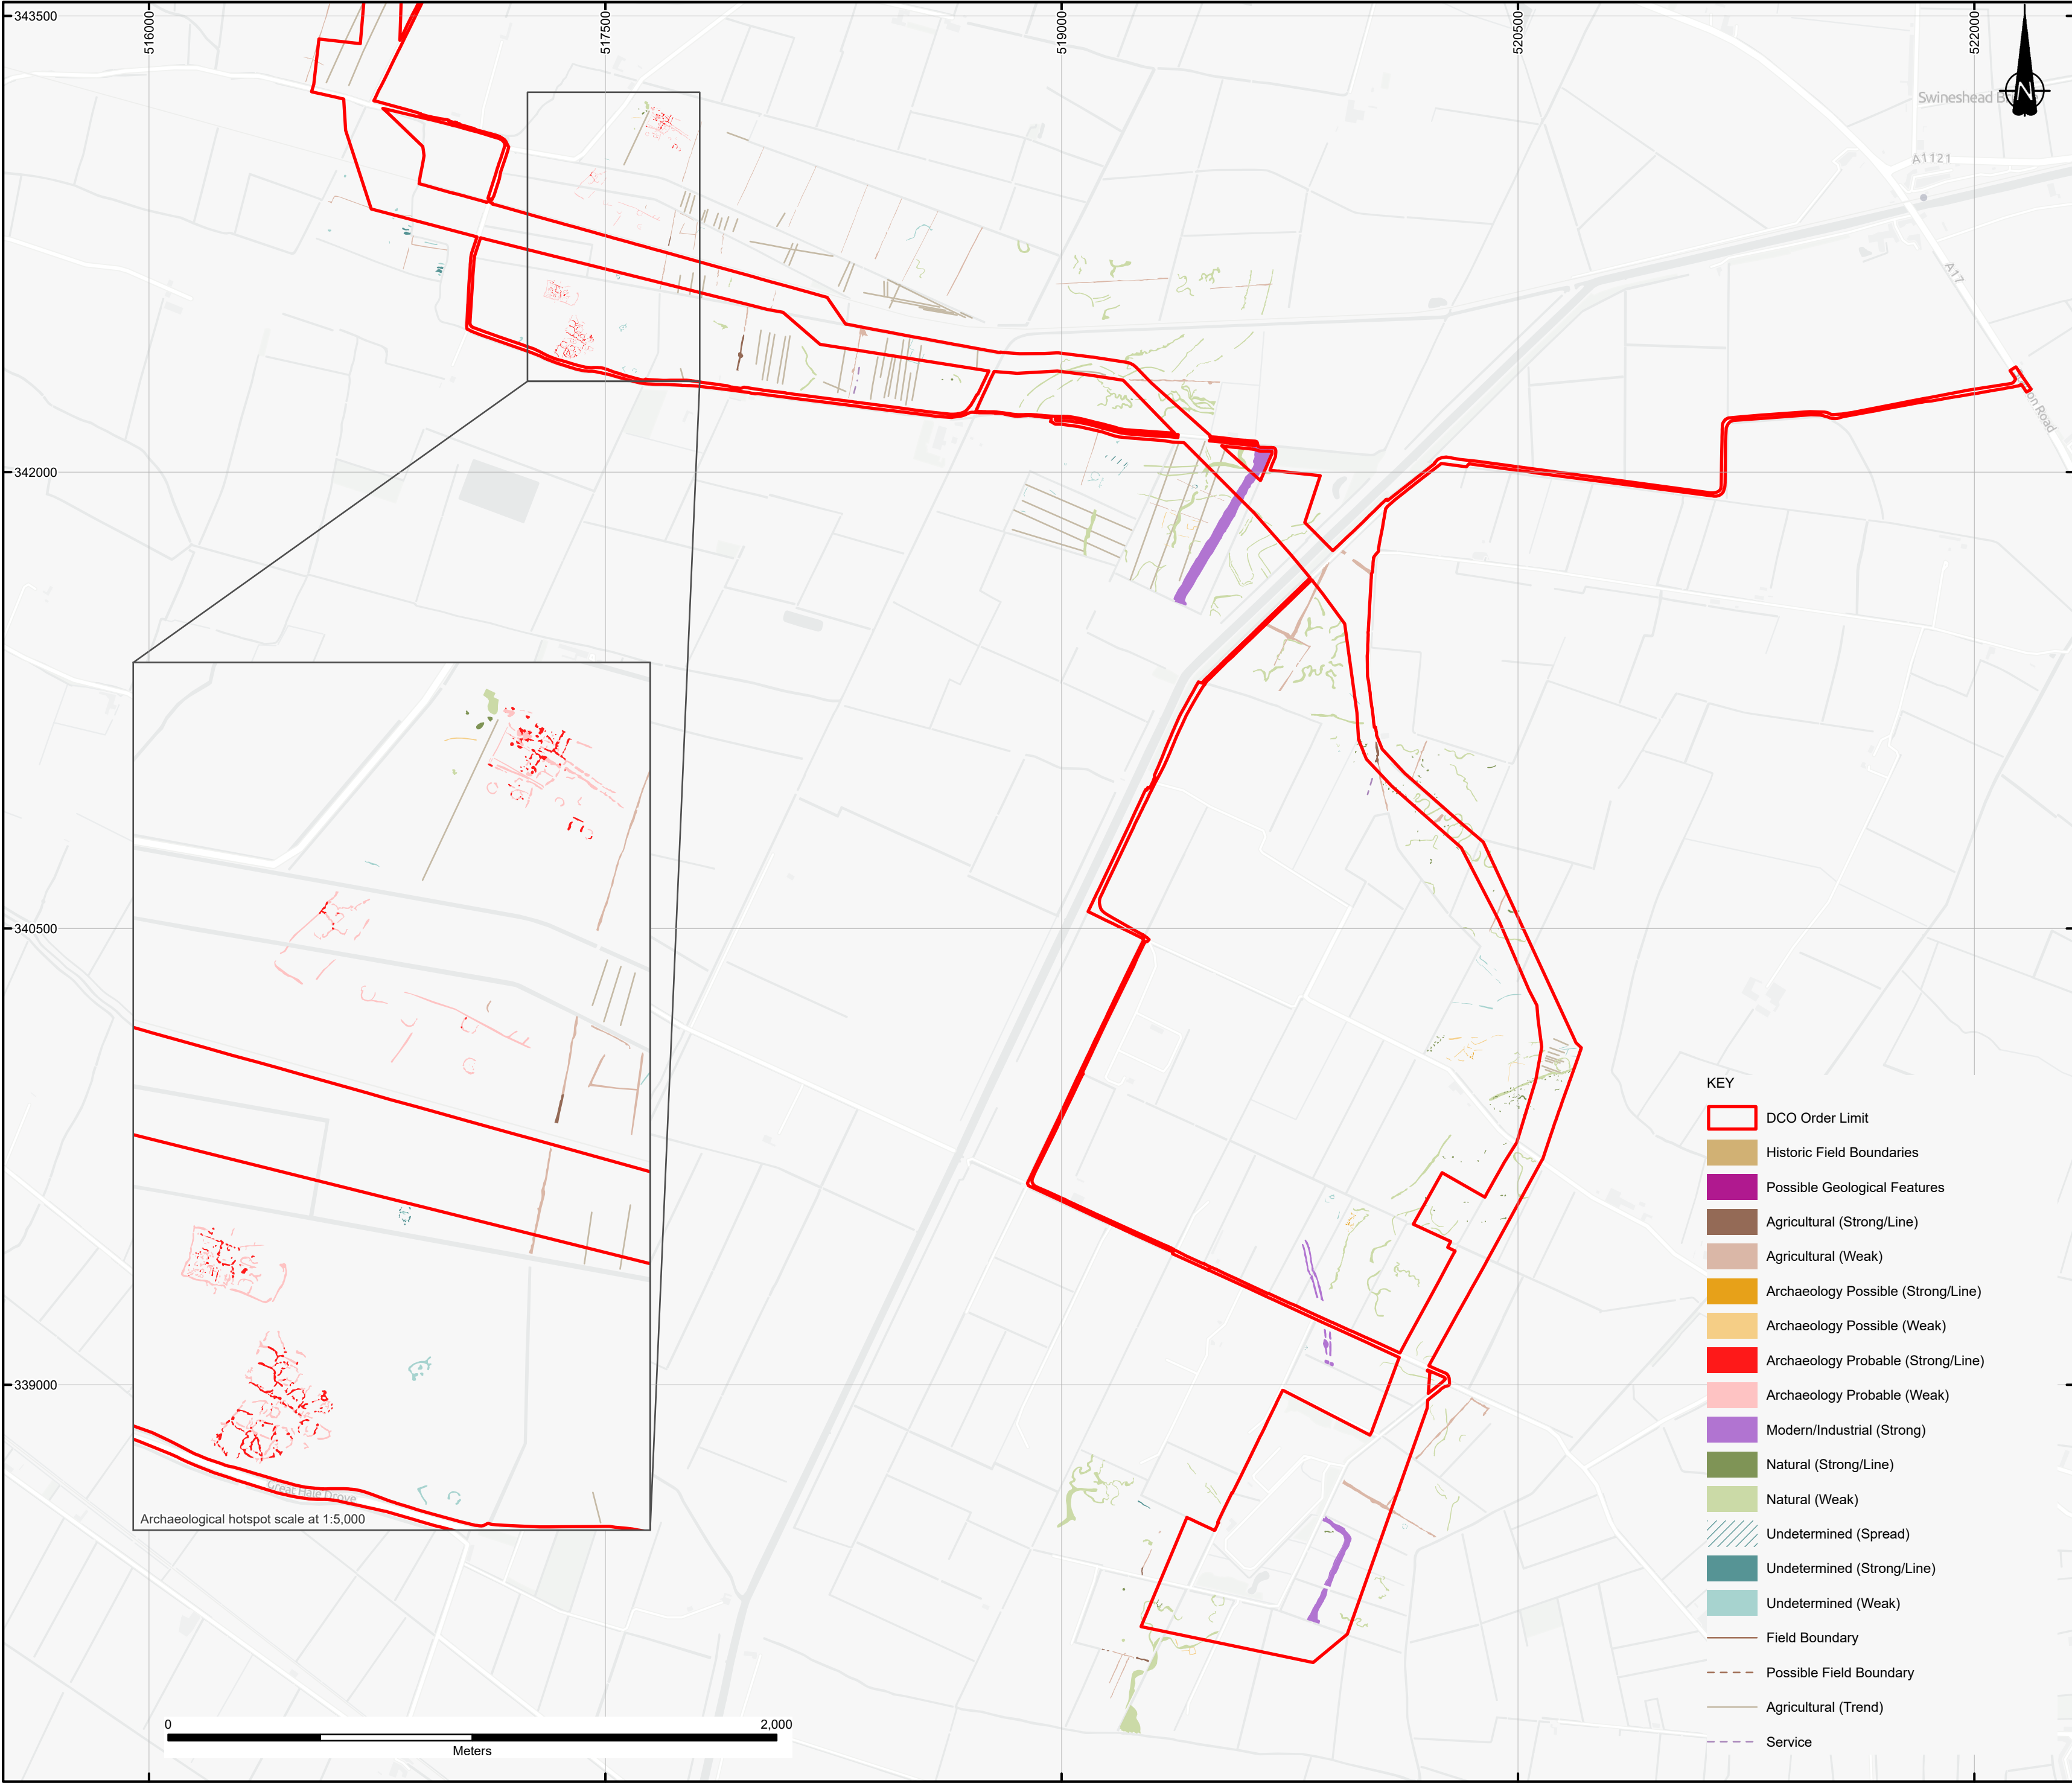 516000
517500
519000
520500
522000
343500
N
Swineshead B
A1121
A17
on Road
342000
340500
339000
Great Hale Drove
Archaeological hotspot scale at 1:5,000
KEY
DCO Order Limit
Historic Field Boundaries
Possible Geological Features
Agricultural (Strong/Line)
Agricultural (Weak)
Archaeology Possible (Strong/Line)
Archaeology Possible (Weak)
Archaeology Probable (Strong/Line)
Archaeology Probable (Weak)
Modern/Industrial (Strong)
Natural (Strong/Line)
Natural (Weak)
Undetermined (Spread)
Undetermined (Strong/Line)
Undetermined (Weak)
Field Boundary
Possible Field Boundary
Agricultural (Trend)
Service
0 2,000
Meters